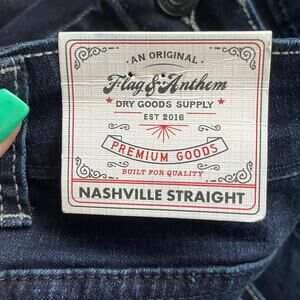 AN ORIGINAL
Flag & Anthem
DRY GOODS SUPPLY
EST 2016
PREMIUM GOODS
BUILT FOR QUALITY
NASHVILLE STRAIGHT